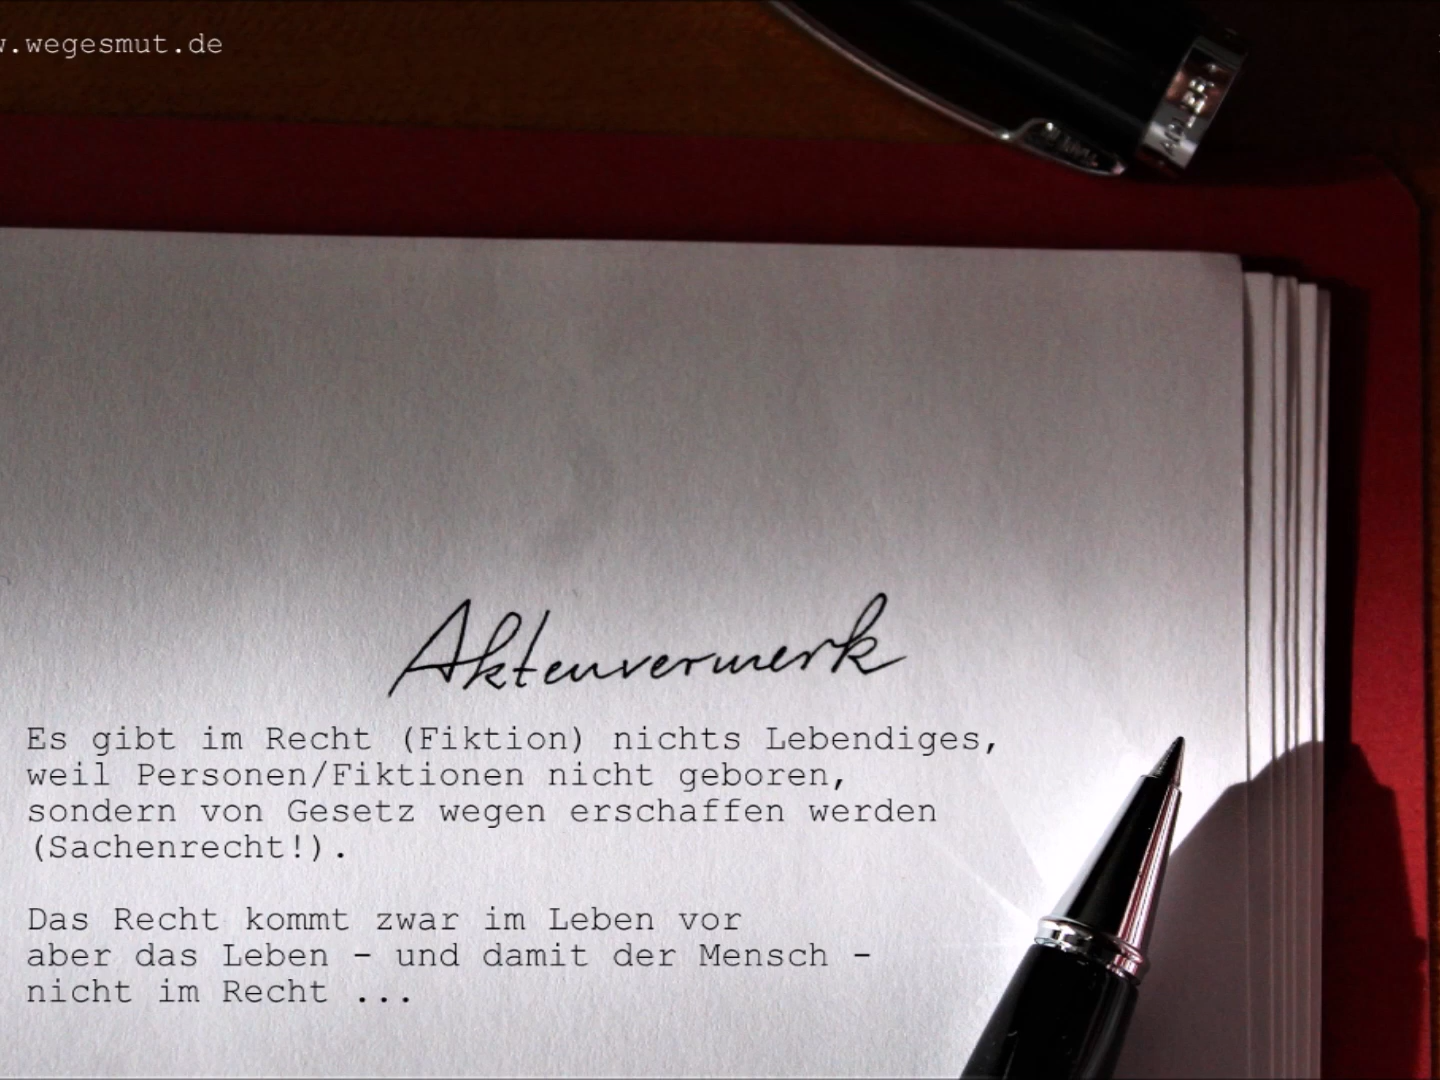 w.wegesmut.de
Aktenvermerk
Es gibt im Recht (Fiktion) nichts Lebendiges,
weil Personen/Fiktionen nicht geboren,
sondern von Gesetz wegen erschaffen werden
(Sachenrecht!).
Das Recht kommt zwar im Leben vor
aber das Leben - und damit der Mensch -
nicht im Recht ...